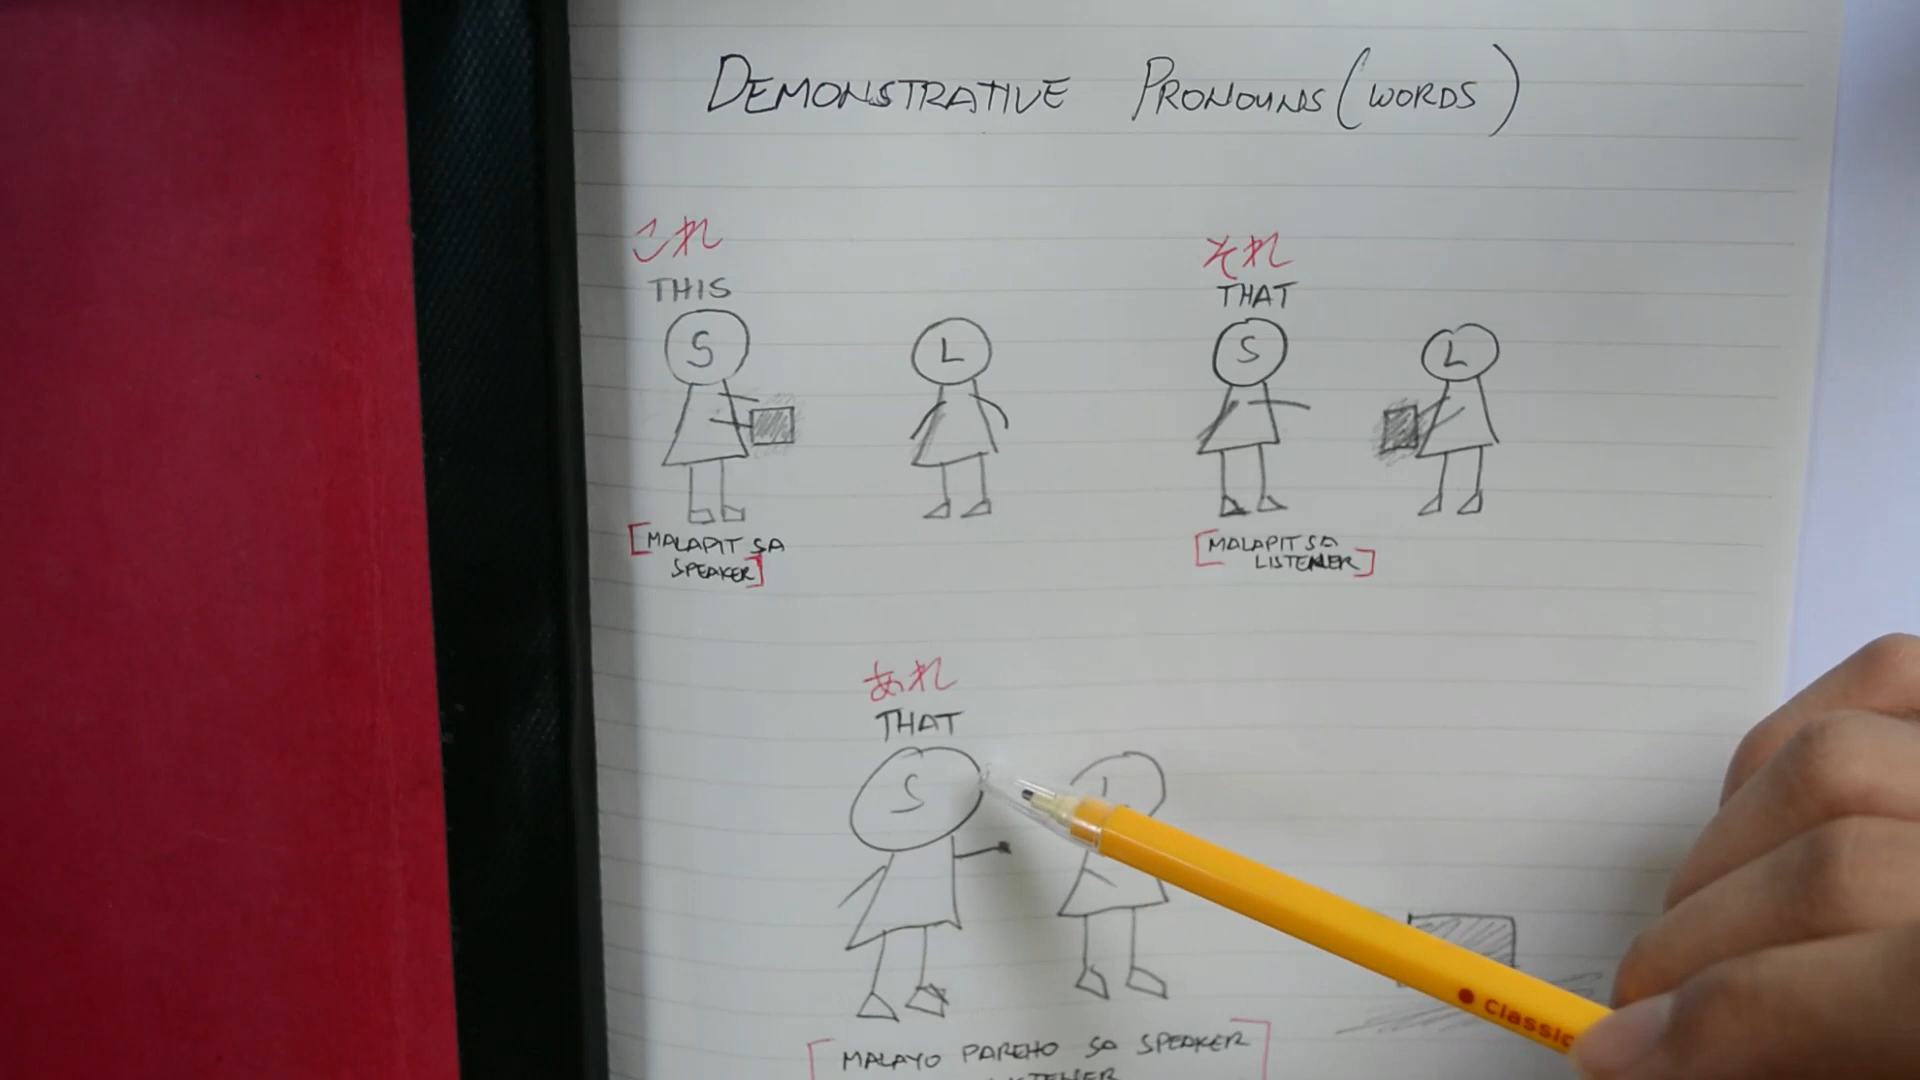 DEMONSTRATIVE PRONOUNS (WORDS)
これ
THIS
S
L
[MALAPIT SA
SPEAKER]
それ
THAT
S
L
[MALAPIT SA
LISTENER]
あれ
THAT
S
[MALAYO PAREHO SA SPEAKER]
LISTENER
Classic